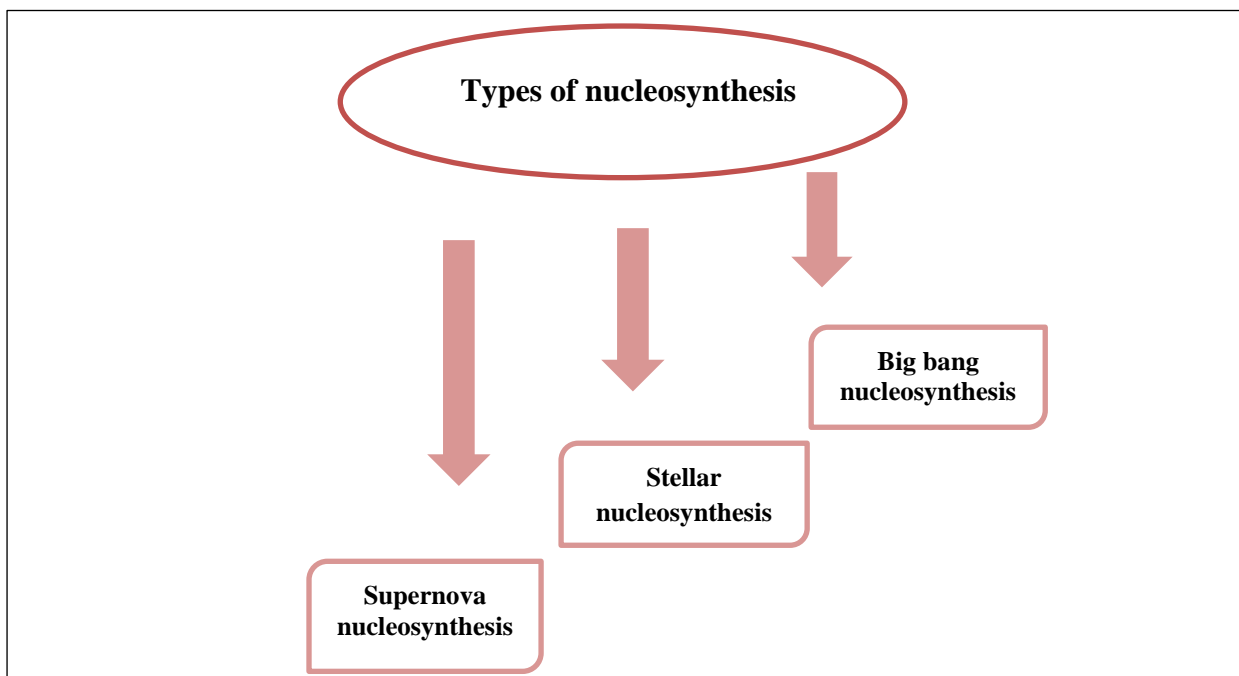 Types of nucleosynthesis
Big bang
nucleosynthesis
Stellar
nucleosynthesis
Supernova
nucleosynthesis